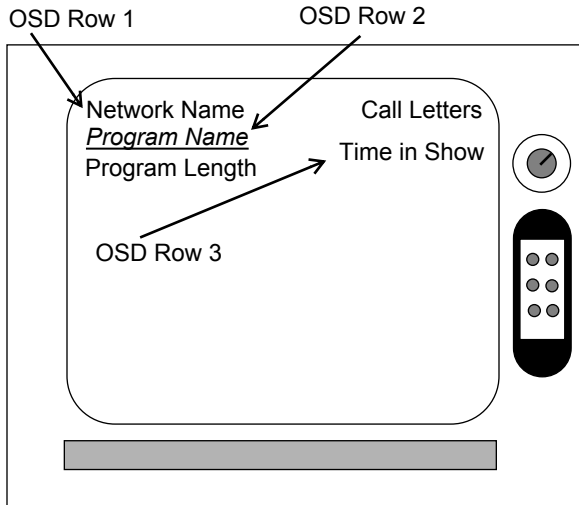 OSD Row 1
OSD Row 2
Network Name
Call Letters
Program Name
Time in Show
Program Length
OSD Row 3